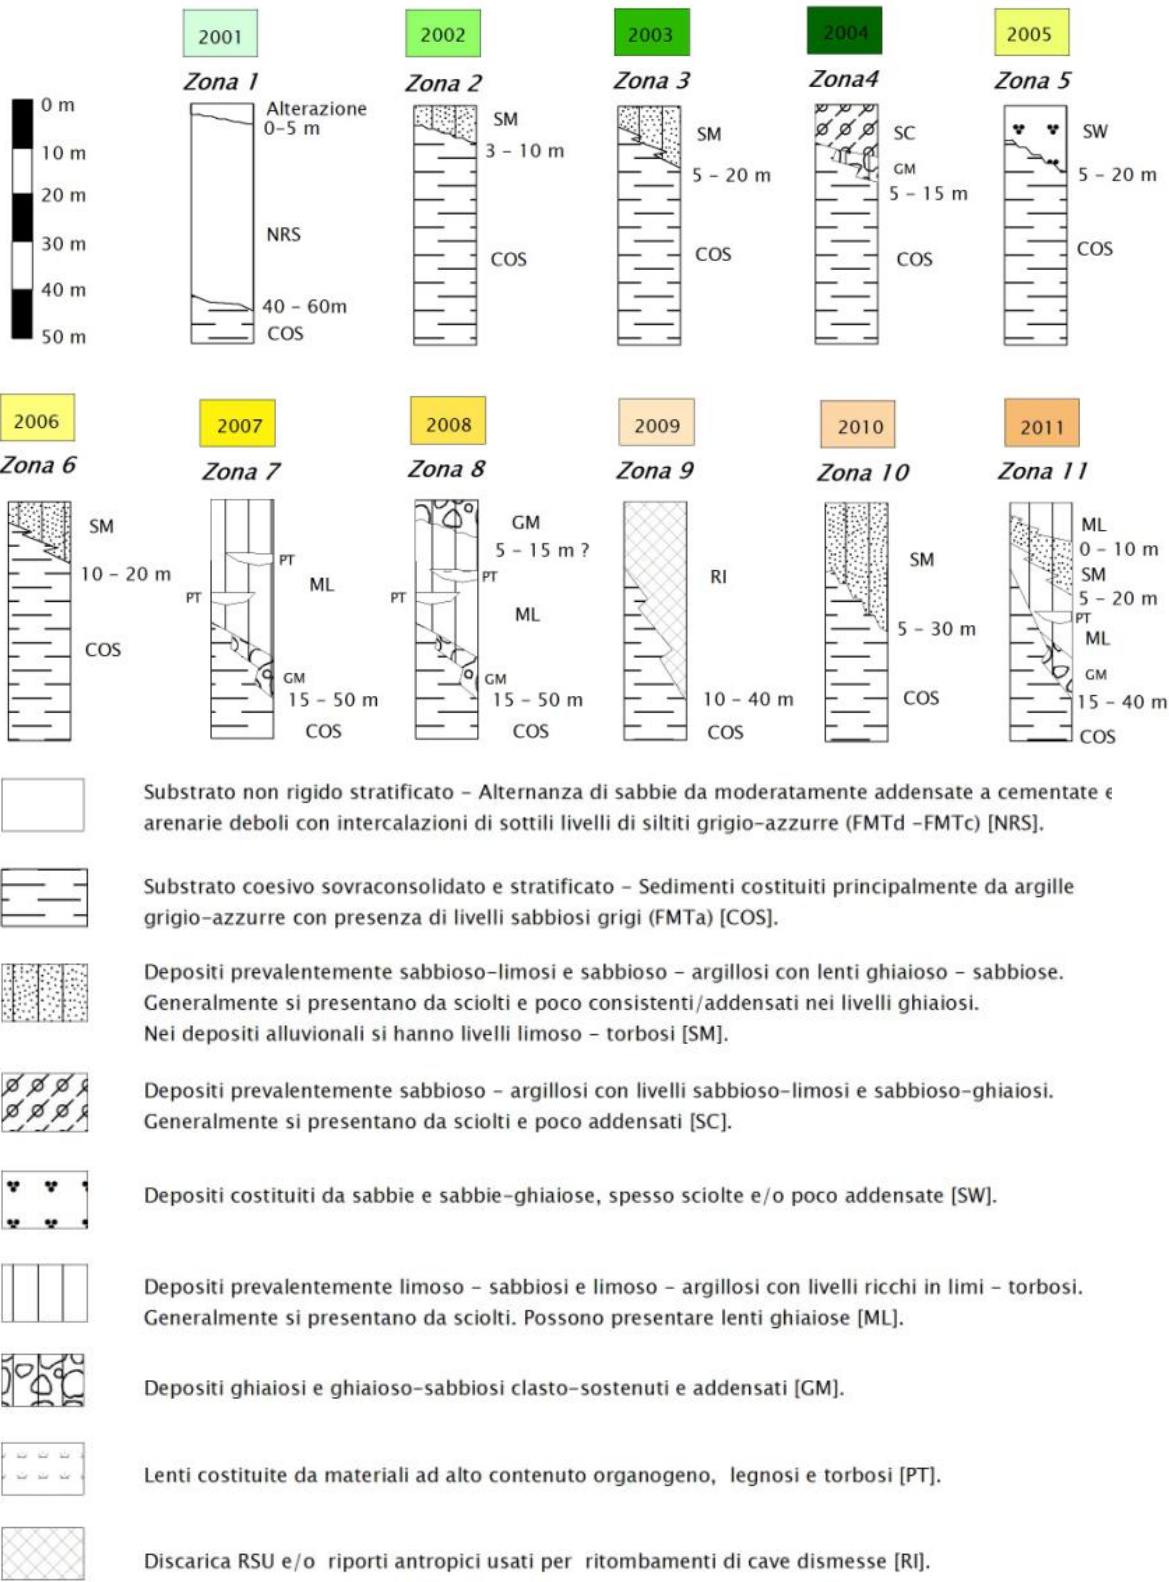 2001
2002
2003
2004
2005
Zona 1
Zona 2
Zona 3
Zona4
Zona 5
0 m
10 m
20 m
30 m
40 m
50 m
Alterazione
0-5 m
NRS
40 - 60m
COS
SM
3 - 10 m
COS
SM
5 - 20 m
COS
SC
GM
5 - 15 m
COS
SW
5 - 20 m
COS
2006
2007
2008
2009
2010
2011
Zona 6
Zona 7
Zona 8
Zona 9
Zona 10
Zona 11
SM
10 - 20 m
COS
PT
PT
ML
GM
15 - 50 m
COS
GM
5 - 15 m ?
PT
PT
ML
GM
15 - 50 m
COS
RI
10 - 40 m
COS
SM
5 - 30 m
COS
ML
0 - 10 m
SM
5 - 20 m
PT
ML
GM
15 - 40 m
COS
Substrato non rigido stratificato - Alternanza di sabbie da moderatamente addensate a cementate e
arenarie deboli con intercalazioni di sottili livelli di siltiti grigio-azzurre (FMTd -FMTc) [NRS].
Substrato coesivo sovraconsolidato e stratificato - Sedimenti costituiti principalmente da argille
grigio-azzurre con presenza di livelli sabbiosi grigi (FMTa) [COS].
Depositi prevalentemente sabbioso-limosi e sabbioso - argillosi con lenti ghiaioso - sabbiose.
Generalmente si presentano da sciolti e poco consistenti/addensati nei livelli ghiaiosi.
Nei depositi alluvionali si hanno livelli limoso - torbosi [SM].
Depositi prevalentemente sabbioso - argillosi con livelli sabbioso-limosi e sabbioso-ghiaiosi.
Generalmente si presentano da sciolti e poco addensati [SC].
Depositi costituiti da sabbie e sabbie-ghiaiose, spesso sciolte e/o poco addensate [SW].
Depositi prevalentemente limoso - sabbiosi e limoso - argillosi con livelli ricchi in limi - torbosi.
Generalmente si presentano da sciolti. Possono presentare lenti ghiaiose [ML].
Depositi ghiaiosi e ghiaioso-sabbiosi clasto-sostenuti e addensati [GM].
Lenti costituite da materiali ad alto contenuto organogeno, legnosi e torbosi [PT].
Discarica RSU e/o riporti antropici usati per ritombamenti di cave dismesse [RI].